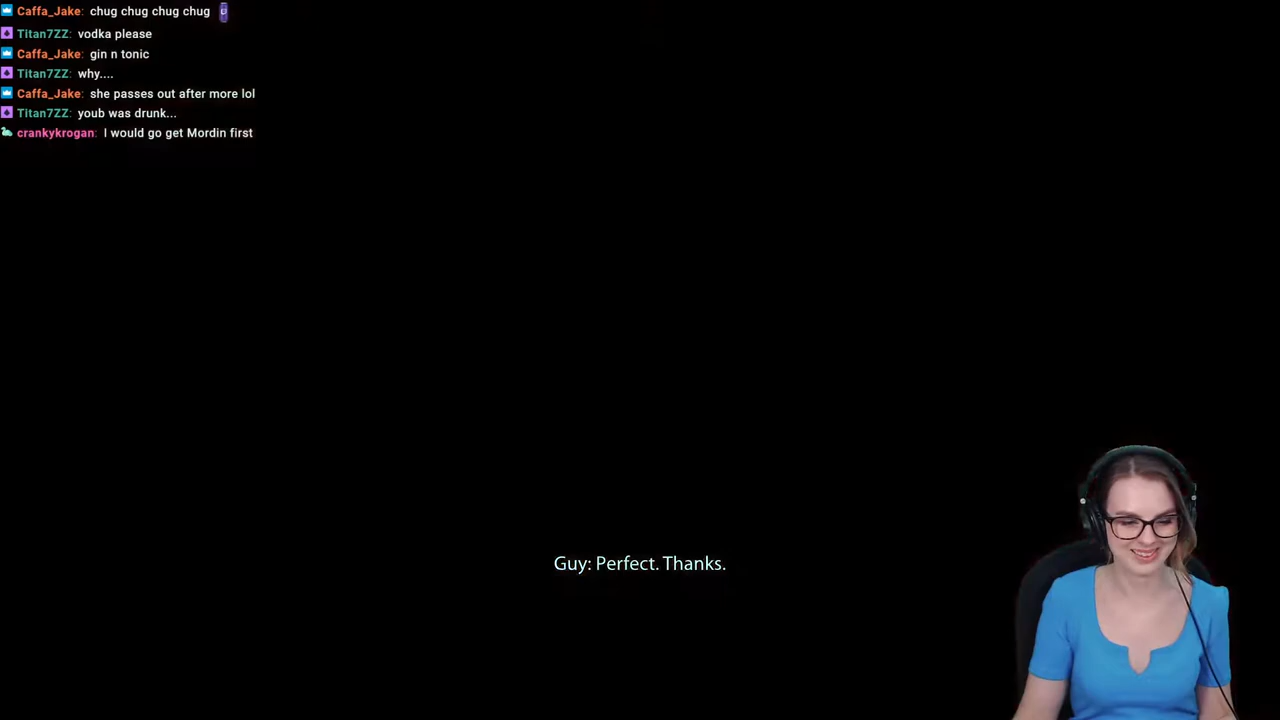 Caffa_Jake: chug chug chug chug
Titan7ZZ: vodka please
Caffa_Jake: gin n tonic
Titan7ZZ: why....
Caffa_Jake: she passes out after more lol
Titan7ZZ: youb was drunk...
crankykrogan: I would go get Mordin first
Guy: Perfect. Thanks.